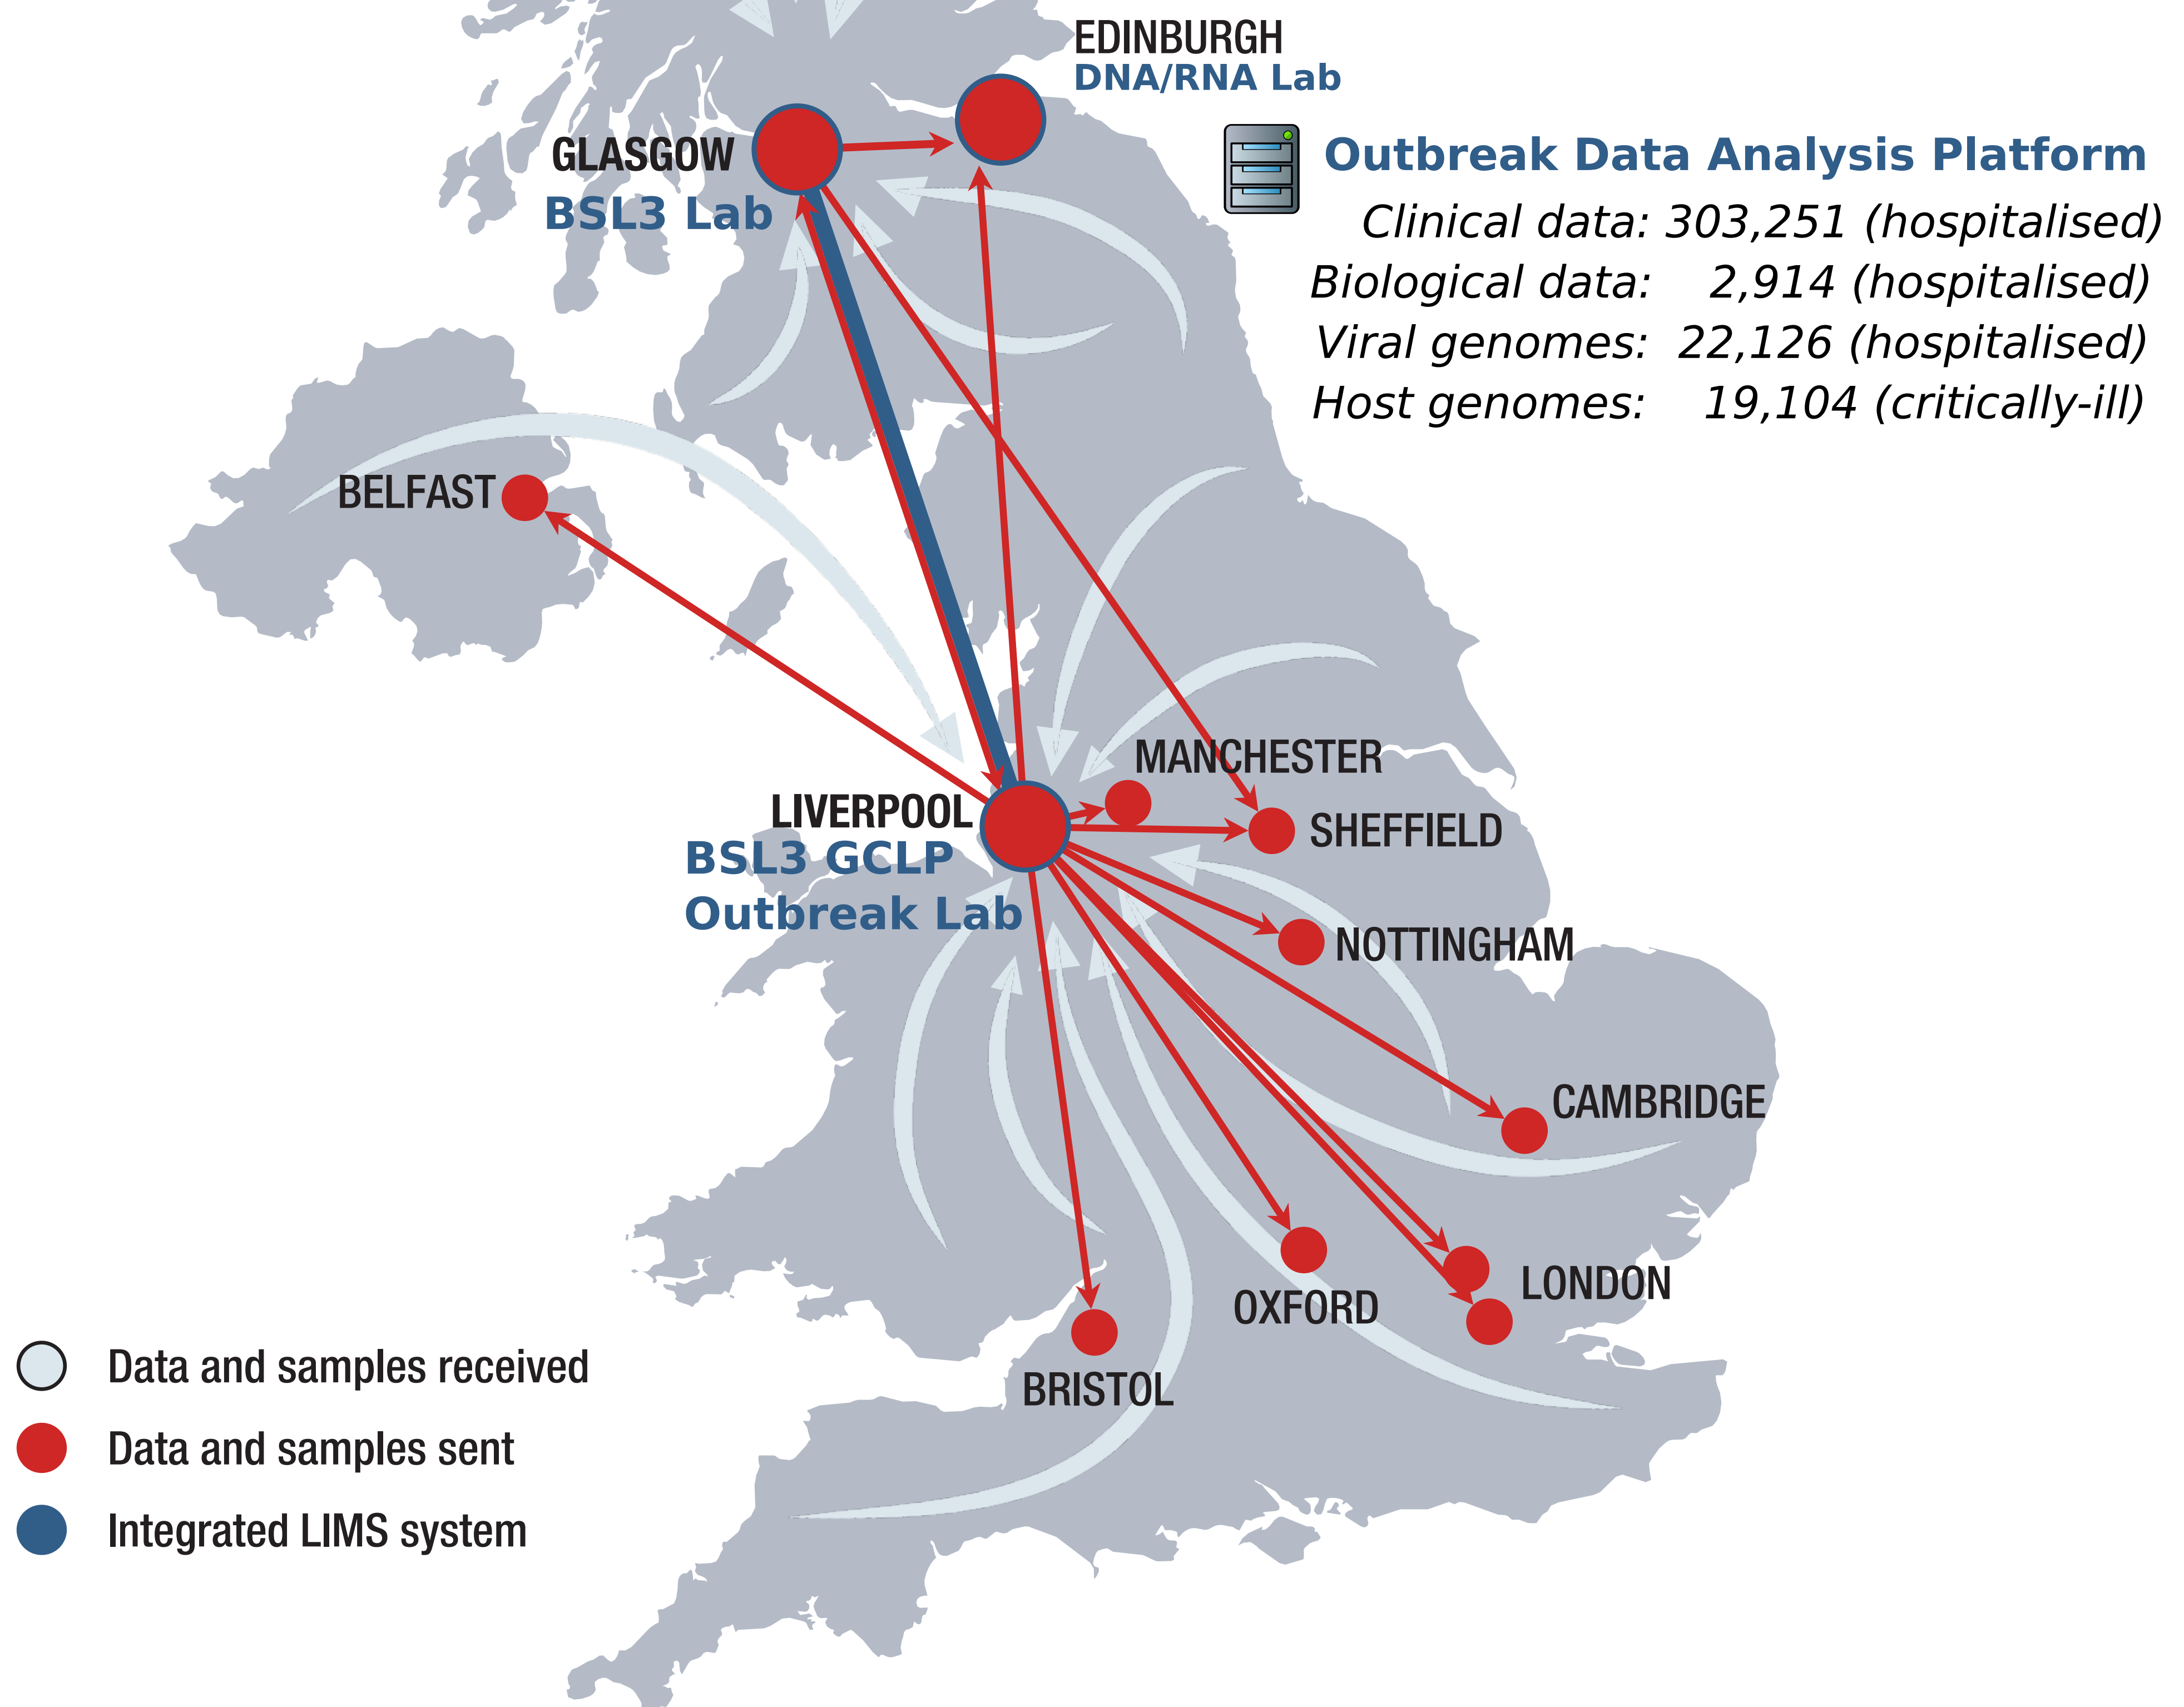 EDINBURGH
DNA/RNA Lab
GLASGOW
BSL3 Lab
Outbreak Data Analysis Platform
Clinical data: 303,251 (hospitalised)
Biological data: 2,914 (hospitalised)
Viral genomes: 22,126 (hospitalised)
Host genomes: 19,104 (critically-ill)
BELFAST
MANCHESTER
LIVERPOOL
BSL3 GCLP
Outbreak Lab
SHEFFIELD
NOTTINGHAM
CAMBRIDGE
LONDON
OXFORD
BRISTOL
Data and samples received
Data and samples sent
Integrated LIMS system